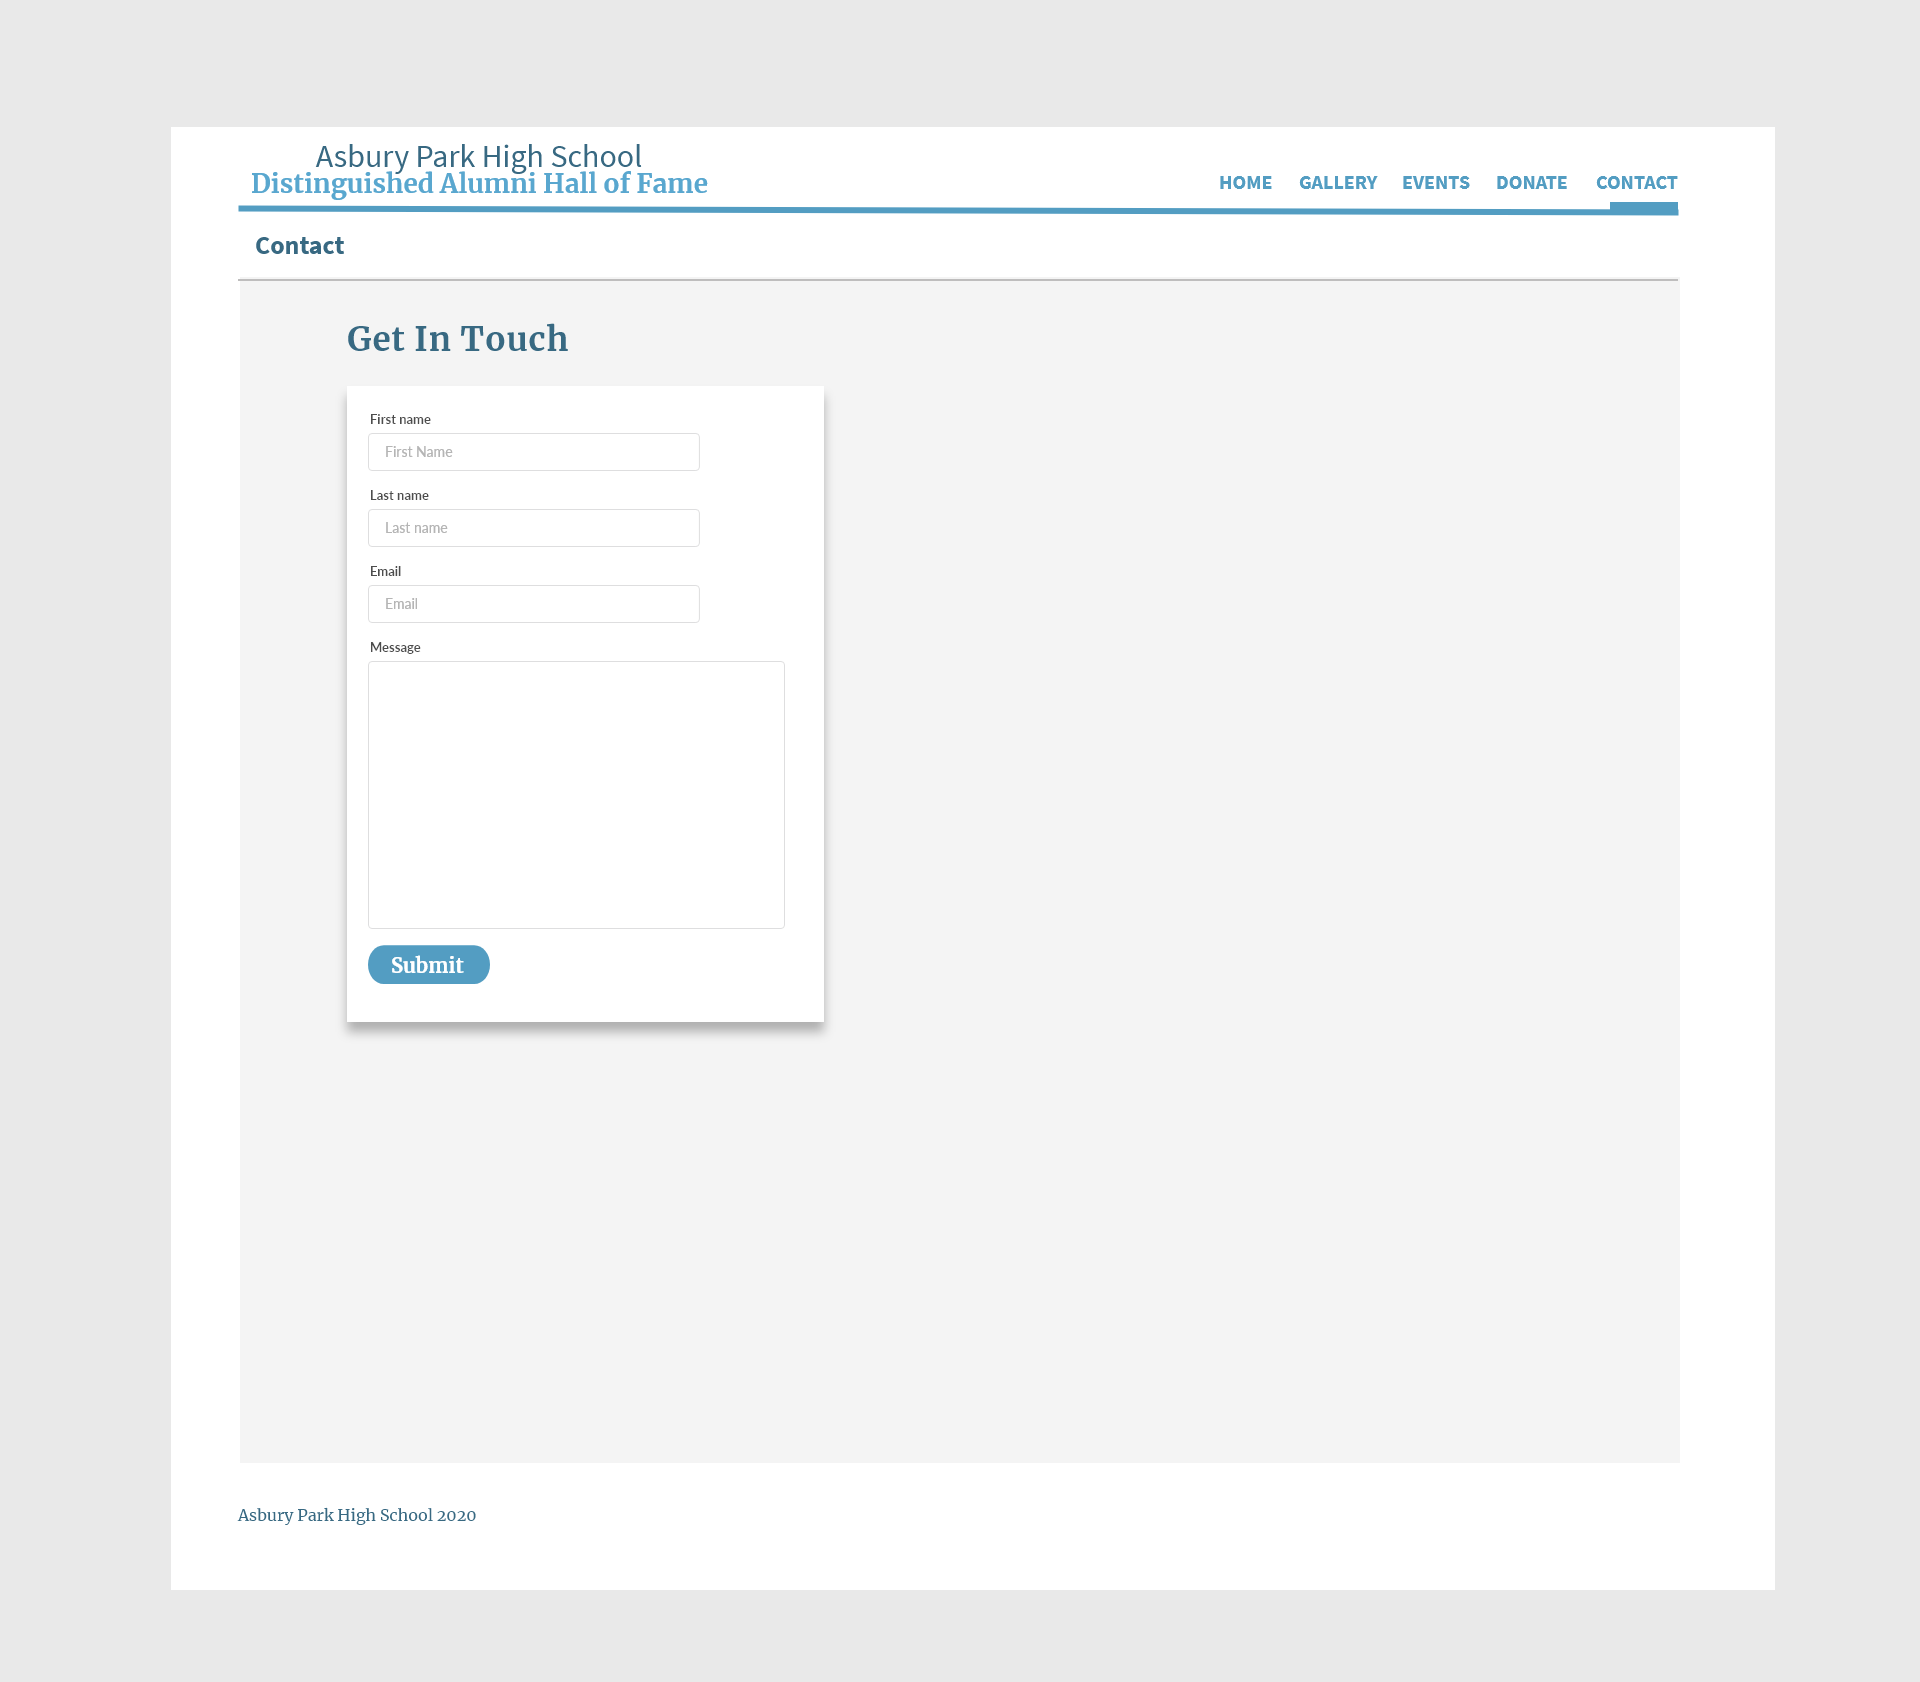 Asbury Park High School
Distinguished Alumni Hall of Fame
HOME GALLERY EVENTS DONATE CONTACT
Contact
Get In Touch
First name
First Name
Last name
Last name
Email
Email
Message
Submit
Asbury Park High School 2020